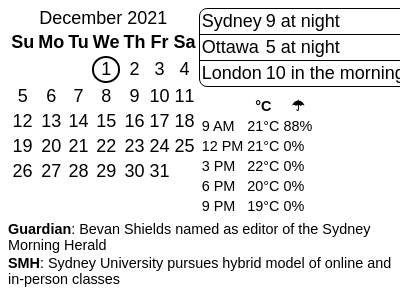 December 2021
Su Mo Tu We Th Fr Sa
1 2 3 4
5 6 7 8 9 10 11
12 13 14 15 16 17 18
19 20 21 22 23 24 25
26 27 28 29 30 31
Sydney 9 at night
Ottawa 5 at night
London 10 in the morning
°C ☂
9 AM 21°C 88%
12 PM 21°C 0%
3 PM 22°C 0%
6 PM 20°C 0%
9 PM 19°C 0%
Guardian: Bevan Shields named as editor of the Sydney
Morning Herald
SMH: Sydney University pursues hybrid model of online and
in-person classes